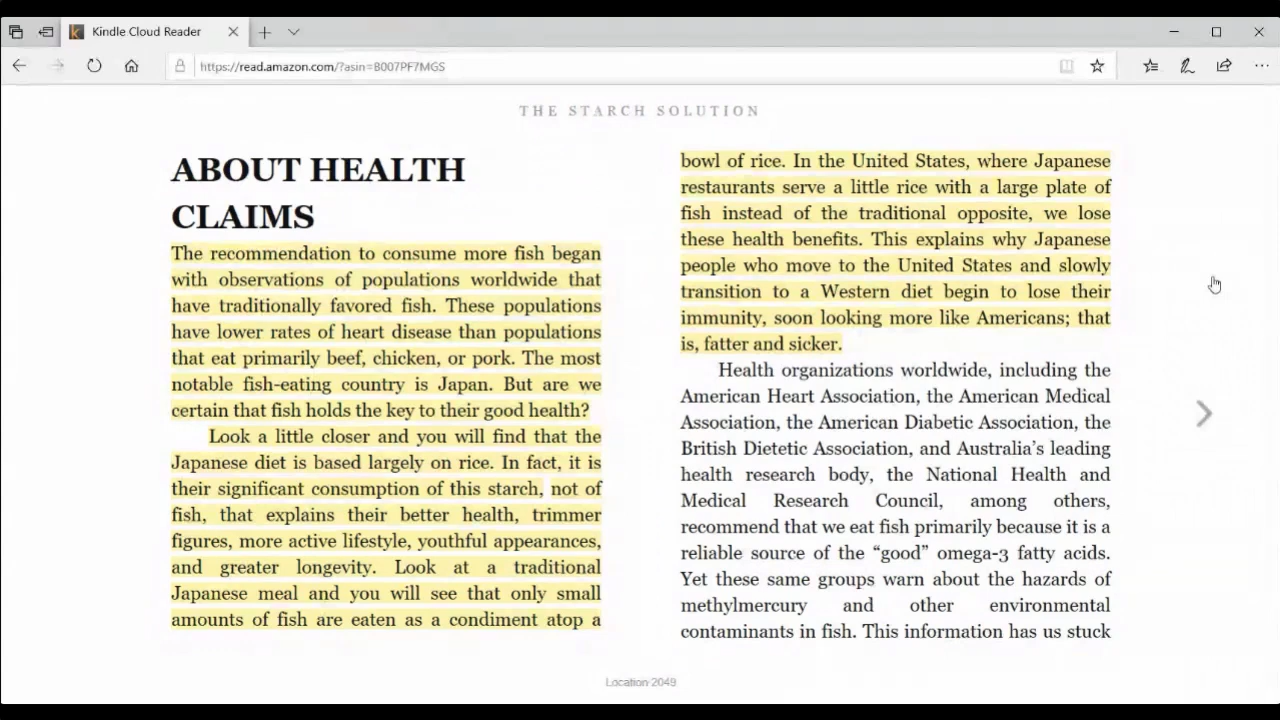 Kindle Cloud Reader
https://read.amazon.com/?asin=B007PF7MGS
THE STARCH SOLUTION
ABOUT HEALTH
CLAIMS
The recommendation to consume more fish began
with observations of populations worldwide that
have traditionally favored fish. These populations
have lower rates of heart disease than populations
that eat primarily beef, chicken, or pork. The most
notable fish-eating country is Japan. But are we
certain that fish holds the key to their good health?
Look a little closer and you will find that the
Japanese diet is based largely on rice. In fact, it is
their significant consumption of this starch, not of
fish, that explains their better health, trimmer
figures, more active lifestyle, youthful appearances,
and greater longevity. Look at a traditional
Japanese meal and you will see that only small
amounts of fish are eaten as a condiment atop a
bowl of rice. In the United States, where Japanese
restaurants serve a little rice with a large plate of
fish instead of the traditional opposite, we lose
these health benefits. This explains why Japanese
people who move to the United States and slowly
transition to a Western diet begin to lose their
immunity, soon looking more like Americans; that
is, fatter and sicker.
Health organizations worldwide, including the
American Heart Association, the American Medical
Association, the American Diabetic Association, the
British Dietetic Association, and Australia’s leading
health research body, the National Health and
Medical Research Council, among others,
recommend that we eat fish primarily because it is a
reliable source of the “good” omega-3 fatty acids.
Yet these same groups warn about the hazards of
methylmercury and other environmental
contaminants in fish. This information has us stuck
Location 2049